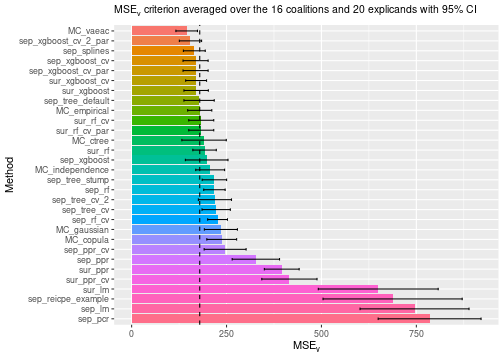 MSEv criterion averaged over the 16 coalitions and 20 explicands with 95% CI
Method
MC_vaeac
sep_xgboost_cv_2_par
sep_splines
sep_xgboost_cv
sep_xgboost_cv_par
sur_xgboost_cv
sur_xgboost
sep_tree_default
MC_empirical
sur_rf_cv
sur_rf_cv_par
MC_ctree
sur_rf
sep_xgboost
MC_independence
sep_tree_stump
sep_rf
sep_tree_cv_2
sep_tree_cv
sep_rf_cv
MC_gaussian
MC_copula
sep_ppr_cv
sep_ppr
sur_ppr
sur_ppr_cv
sur_lm
sep_reicpe_example
sep_lm
sep_pcr
0 250 500 750
MSEv